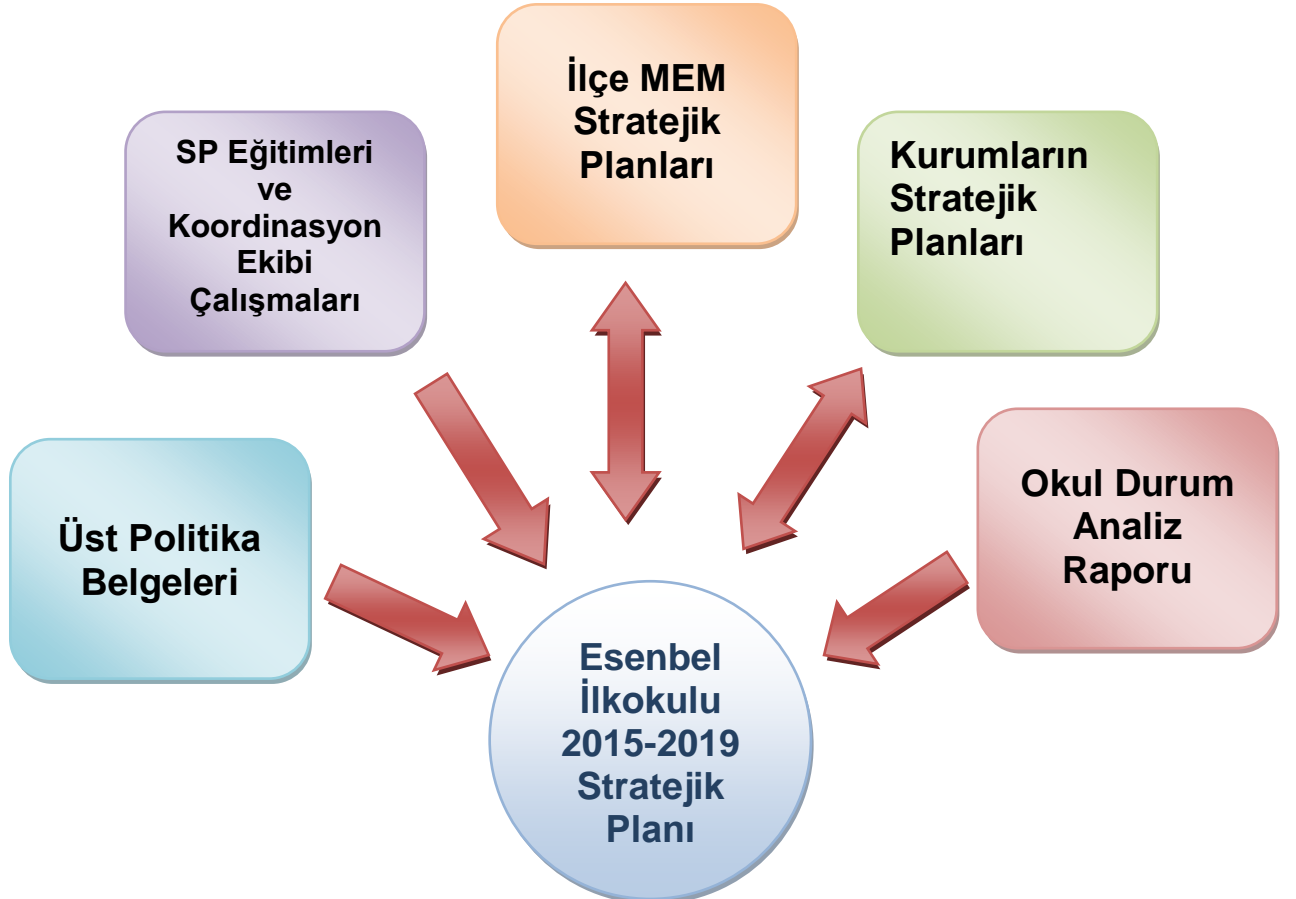 İlçe MEM
Stratejik
Planları
SP Eğitimleri
ve
Koordinasyon
Ekibi
Çalışmaları
Kurumların
Stratejik
Planları
Üst Politika
Belgeleri
Okul Durum
Analiz
Raporu
Esenbel
İlkokulu
2015-2019
Stratejik
Planı